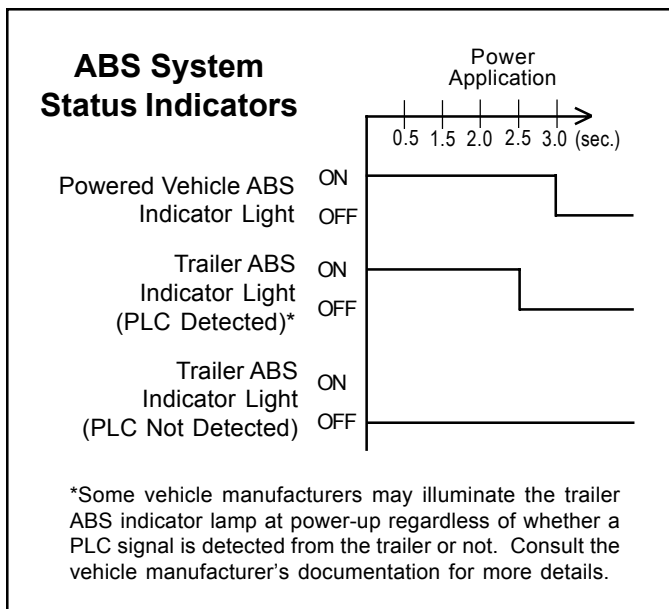 ABS System
Status Indicators
Power
Application
0.5 1.5 2.0 2.5 3.0 (sec.)
Powered Vehicle ABS
Indicator Light
ON
OFF
Trailer ABS
Indicator Light
(PLC Detected)*
ON
OFF
Trailer ABS
Indicator Light
(PLC Not Detected)
ON
OFF
*Some vehicle manufacturers may illuminate the trailer
ABS indicator lamp at power-up regardless of whether a
PLC signal is detected from the trailer or not. Consult the
vehicle manufacturer's documentation for more details.